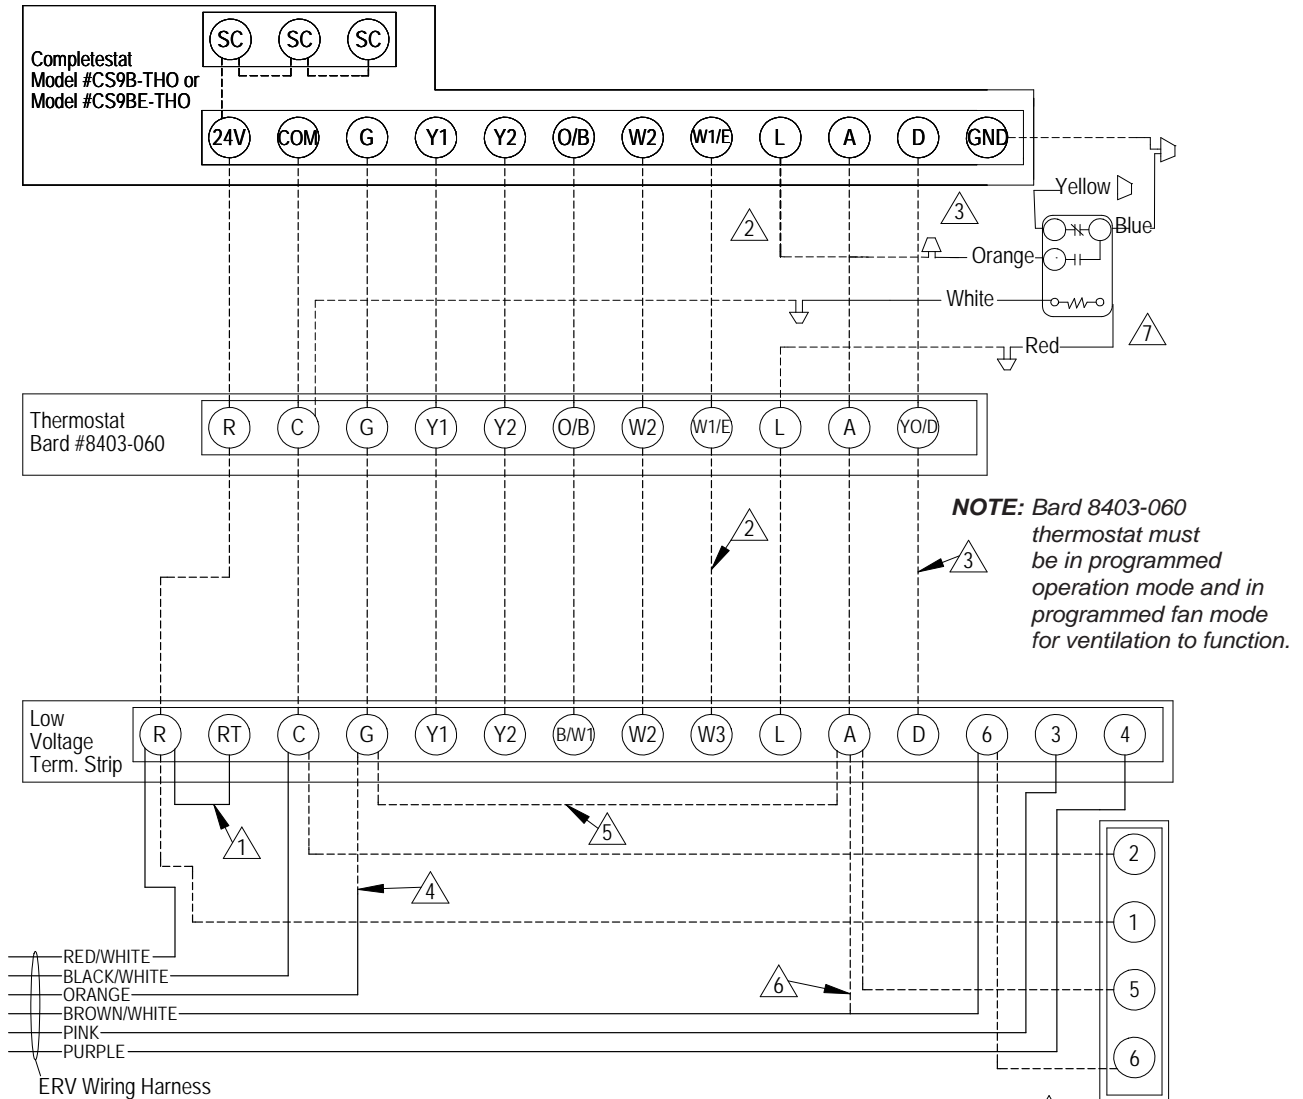 SC SC SC
Completestat
Model #CS9B-THO or
Model #CS9BE-THO
24V COM G Y1 Y2 O/B W2 W1/E L A D GND
Yellow
3
2
Blue
Orange
White
7
Red
Thermostat
Bard #8403-060
R C G Y1 Y2 O/B W2 W1/E L A YO/D
NOTE: Bard 8403-060
thermostat must
be in programmed
operation mode and in
programmed fan mode
for ventilation to function.
2
3
Low
Voltage
Term. Strip
R RT C G Y1 Y2 B/W1 W2 W3 L A D 6 3 4
1
5
2
4
1
RED/WHITE
BLACK/WHITE
ORANGE
BROWN/WHITE
PINK
PURPLE
6
5
6
ERV Wiring Harness